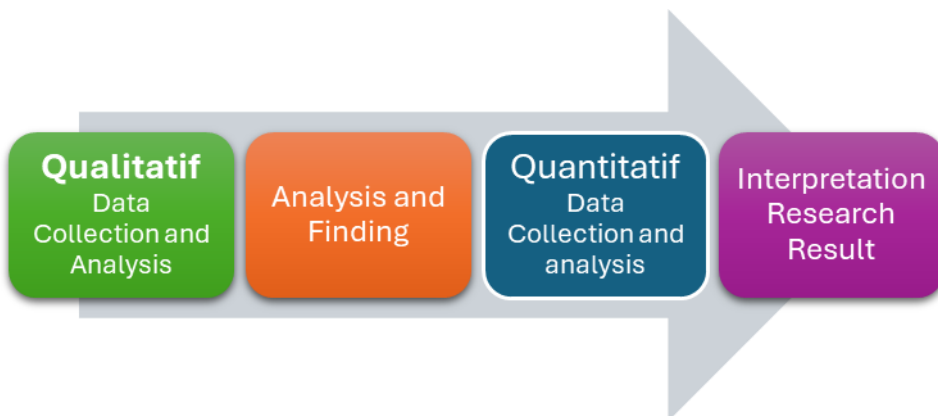 Qualitatif
Data
Collection and
Analysis
Analysis and
Finding
Quantitatif
Data
Collection and
analysis
Interpretation
Research
Result